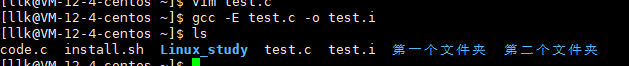 [llk@VM-12-4-centos ~]$ vim test.c
[llk@VM-12-4-centos ~]$ gcc -E test.c -o test.i
[llk@VM-12-4-centos ~]$ ls
code.c  install.sh  Linux_study  test.c  test.i  第一个文件夹  第二个文件夹
[llk@VM-12-4-centos ~]$